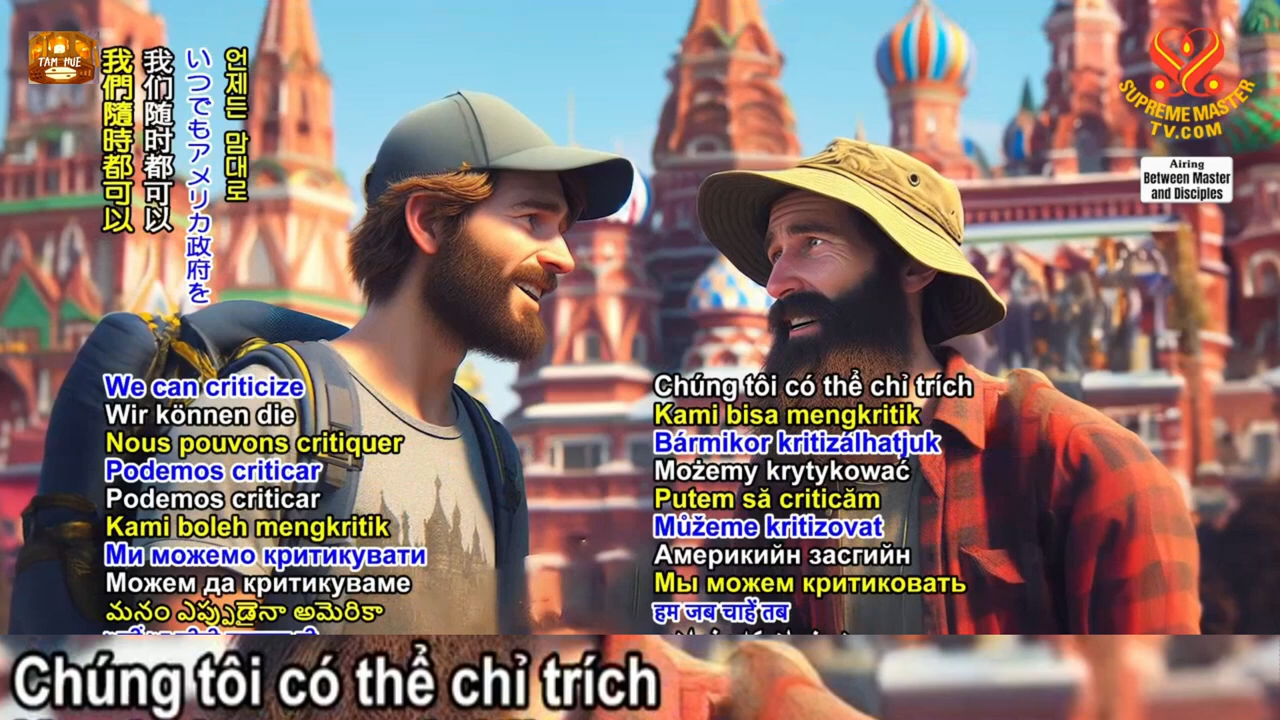 TAM HUE
我們隨時都可以
我们随时都可以
いつでもアメリカ政府を
언제든 맘대로
SUPREME MASTER
TV.COM
Airing
Between Master
and Disciples
We can criticize
Wir können die
Nous pouvons critiquer
Podemos criticar
Podemos criticar
Kami boleh mengkritik
Ми можемо критикувати
Можем да критикуваме
మనం ఎప్పుడైనా అమెరికా
Chúng tôi có thể chỉ trích
Kami bisa mengkritik
Bármikor kritizálhatjuk
Możemy krytykować
Putem să criticăm
Můžeme kritizovat
Америкийн засгийн
Мы можем критиковать
हम जब चाहें तब
Chúng tôi có thể chỉ trích